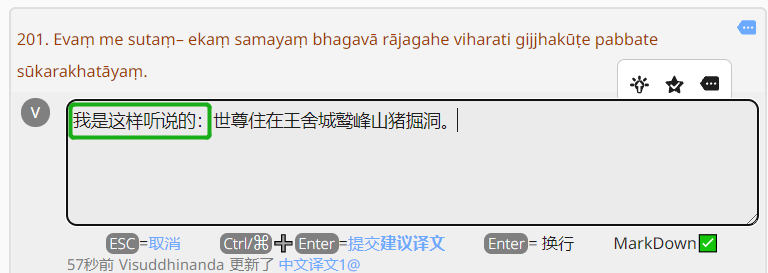 201. Evaṃ me sutaṃ– ekaṃ samayaṃ bhagavā rājagahe viharati gijjhakūṭe pabbate
sūkarakhatāyaṃ.
V
我是这样听说的：世尊住在王舍城鹫峰山猪掘洞。
ESC=取消 Ctrl/⌘➕Enter=提交建议译文 Enter= 换行 MarkDown✅
57秒前 Visuddhinanda 更新了 中文译文1@